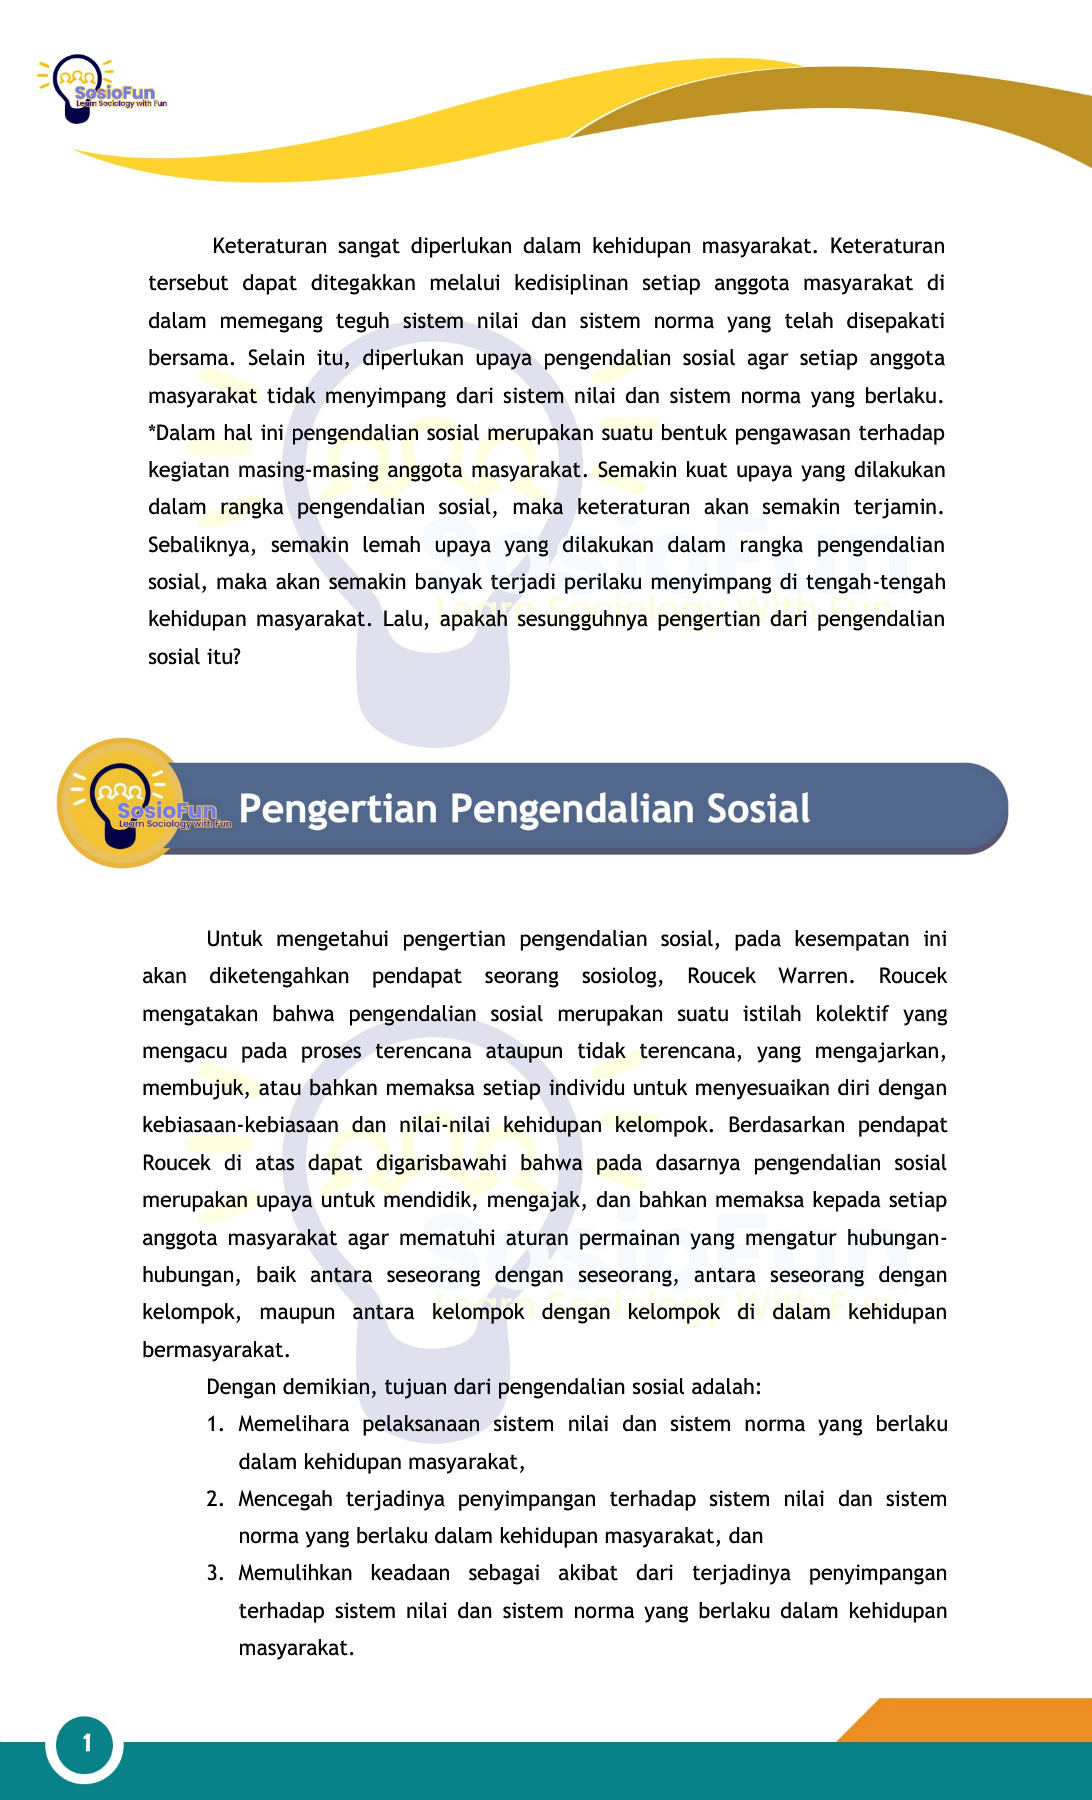 SosioFun
Learn Sociology with Fun
Keteraturan sangat diperlukan dalam kehidupan masyarakat. Keteraturan
tersebut dapat ditegakkan melalui kedisiplinan setiap anggota masyarakat di
dalam memegang teguh sistem nilai dan sistem norma yang telah disepakati
bersama. Selain itu, diperlukan upaya pengendalian sosial agar setiap anggota
masyarakat tidak menyimpang dari sistem nilai dan sistem norma yang berlaku.
*Dalam hal ini pengendalian sosial merupakan suatu bentuk pengawasan terhadap
kegiatan masing-masing anggota masyarakat. Semakin kuat upaya yang dilakukan
dalam rangka pengendalian sosial, maka keteraturan akan semakin terjamin.
Sebaliknya, semakin lemah upaya yang dilakukan dalam rangka pengendalian
sosial, maka akan semakin banyak terjadi perilaku menyimpang di tengah-tengah
kehidupan masyarakat. Lalu, apakah sesungguhnya pengertian dari pengendalian
sosial itu?
SosioFun
Learn Sociology With Fun
SosioFun
Learn Sociology with Fun
Pengertian Pengendalian Sosial
Untuk mengetahui pengertian pengendalian sosial, pada kesempatan ini
akan diketengahkan pendapat seorang sosiolog, Roucek Warren. Roucek
mengatakan bahwa pengendalian sosial merupakan suatu istilah kolektif yang
mengacu pada proses terencana ataupun tidak terencana, yang mengajarkan,
membujuk, atau bahkan memaksa setiap individu untuk menyesuaikan diri dengan
kebiasaan-kebiasaan dan nilai-nilai kehidupan kelompok. Berdasarkan pendapat
Roucek di atas dapat digarisbawahi bahwa pada dasarnya pengendalian sosial
merupakan upaya untuk mendidik, mengajak, dan bahkan memaksa kepada setiap
anggota masyarakat agar mematuhi aturan permainan yang mengatur hubungan-
hubungan, baik antara seseorang dengan seseorang, antara seseorang dengan
kelompok, maupun antara kelompok dengan kelompok di dalam kehidupan
bermasyarakat.
SosioFun
Learn Sociology With Fun
Dengan demikian, tujuan dari pengendalian sosial adalah:
1. Memelihara pelaksanaan sistem nilai dan sistem norma yang berlaku
dalam kehidupan masyarakat,
2. Mencegah terjadinya penyimpangan terhadap sistem nilai dan sistem
norma yang berlaku dalam kehidupan masyarakat, dan
3. Memulihkan keadaan sebagai akibat dari terjadinya penyimpangan
terhadap sistem nilai dan sistem norma yang berlaku dalam kehidupan
masyarakat.
1